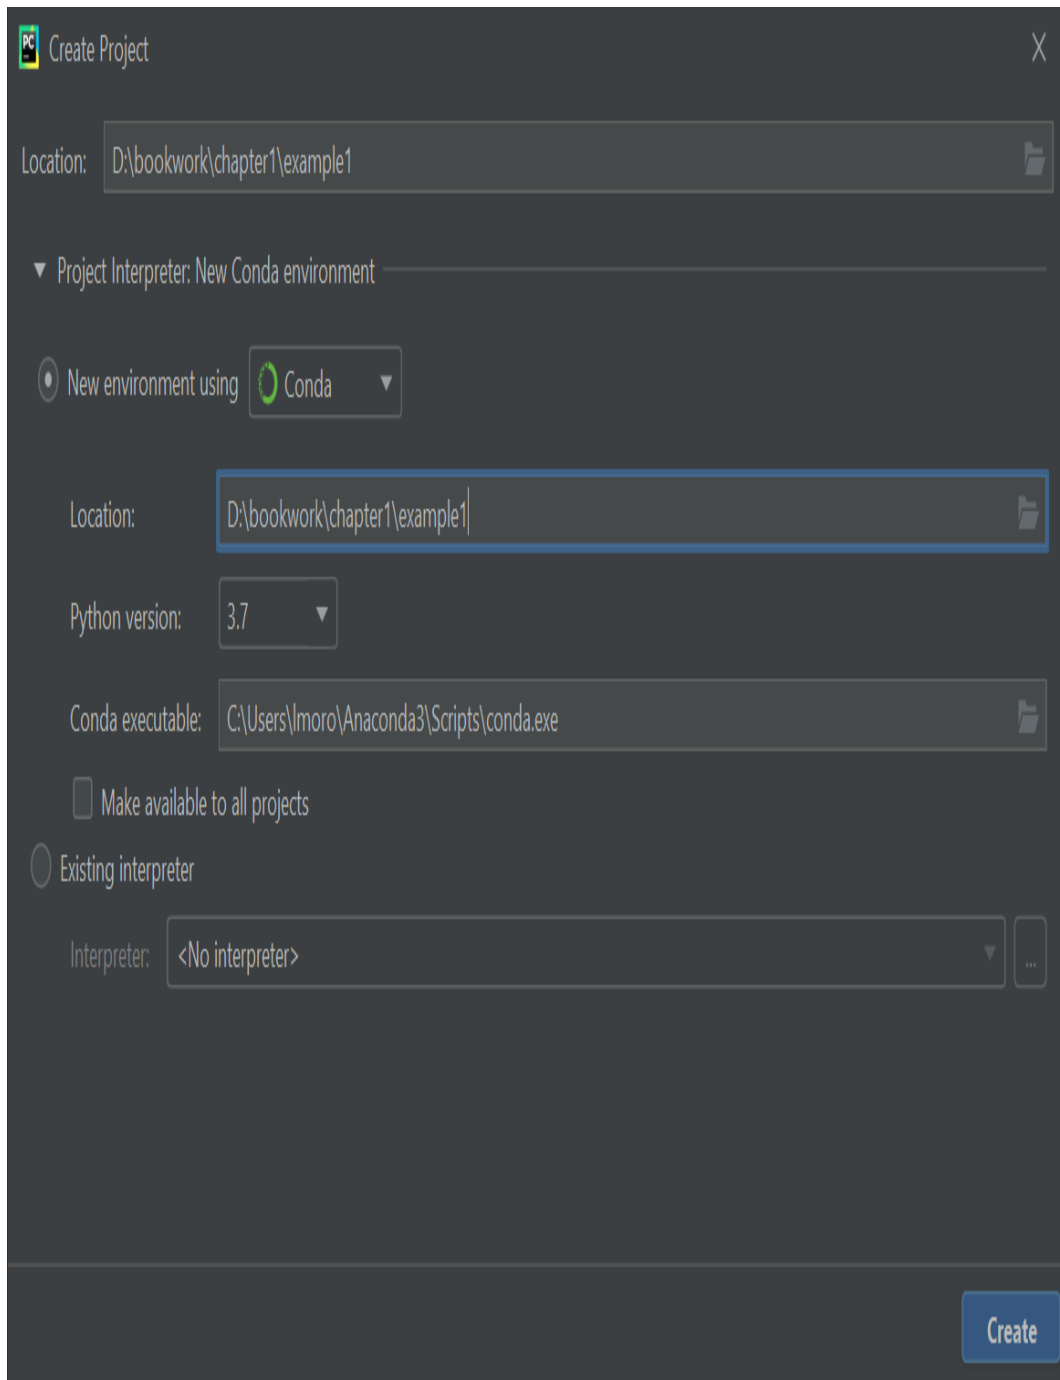 PC
Create Project
Location: D:\bookwork\chapter1\example1
Project Interpreter: New Conda environment
New environment using Conda
Location: D:\bookwork\chapter1\example1
Python version: 3.7
Conda executable: C:\Users\lmoro\Anaconda3\Scripts\conda.exe
Make available to all projects
Existing interpreter
Interpreter: <No interpreter> ...
Create